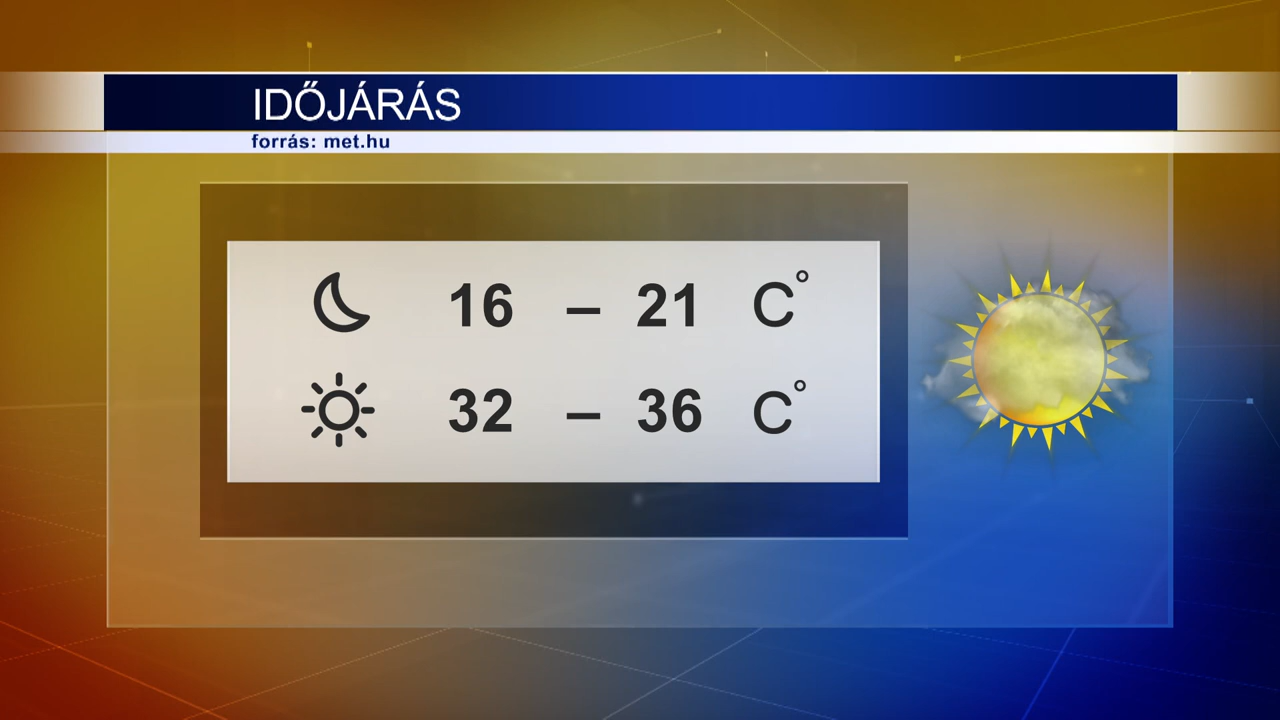 IDŐJÁRÁS
forrás: met.hu
16 – 21 C°
32 – 36 C°